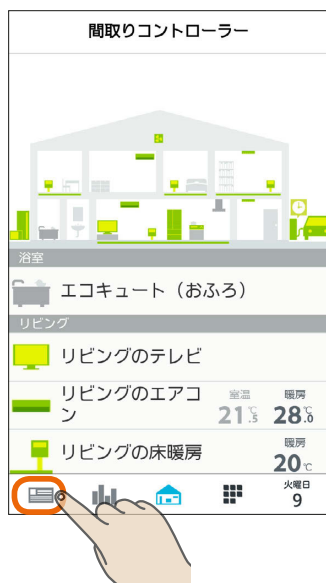 間取りコントローラー
浴室
エコキュート（おふろ）
リビング
リビングのテレビ
リビングのエアコン
室温
21.5℃
暖房
28.0℃
リビングの床暖房
暖房
20℃
火曜日
9